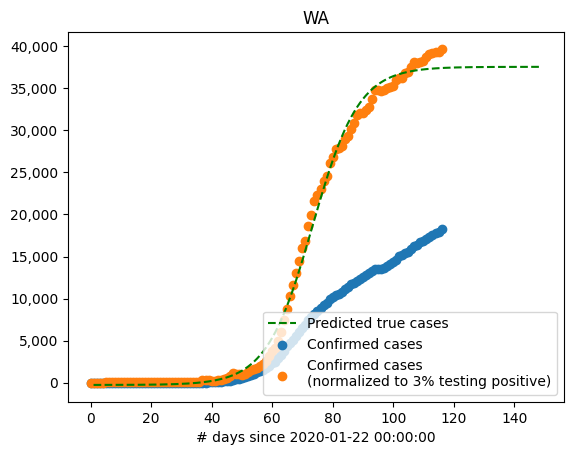 WA
40,000
35,000
30,000
25,000
20,000
15,000
10,000
5,000
0
Predicted true cases
Confirmed cases
Confirmed cases
(normalized to 3% testing positive)
0 20 40 60 80 100 120 140
# days since 2020-01-22 00:00:00